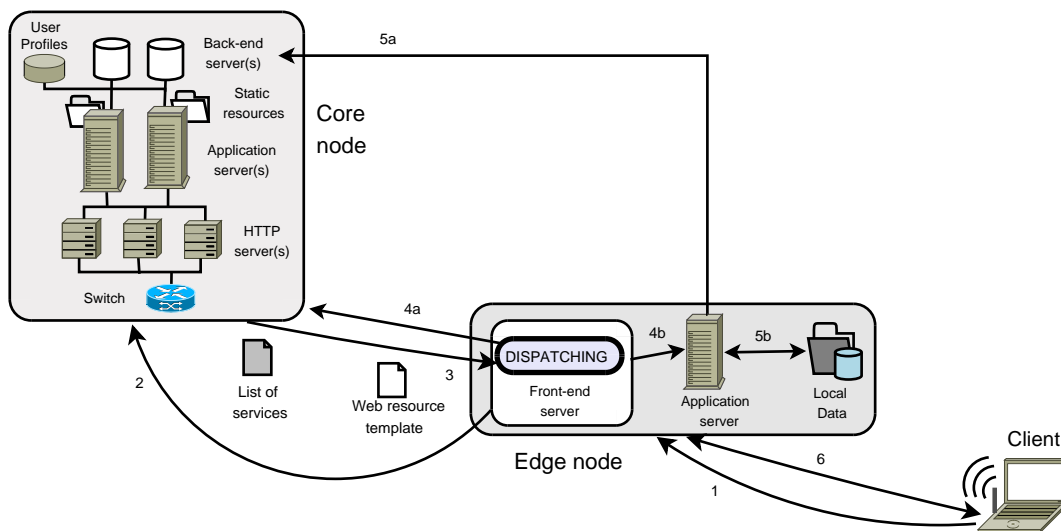 User
Profiles
Back-end
server(s)
Static
resources
Application
server(s)
HTTP
server(s)
Switch
Core
node
5a
4a
2
3
List of
services
Web resource
template
DISPATCHING
Front-end
server
4b
5b
Application
server
Local
Data
Edge node
Client
6
1